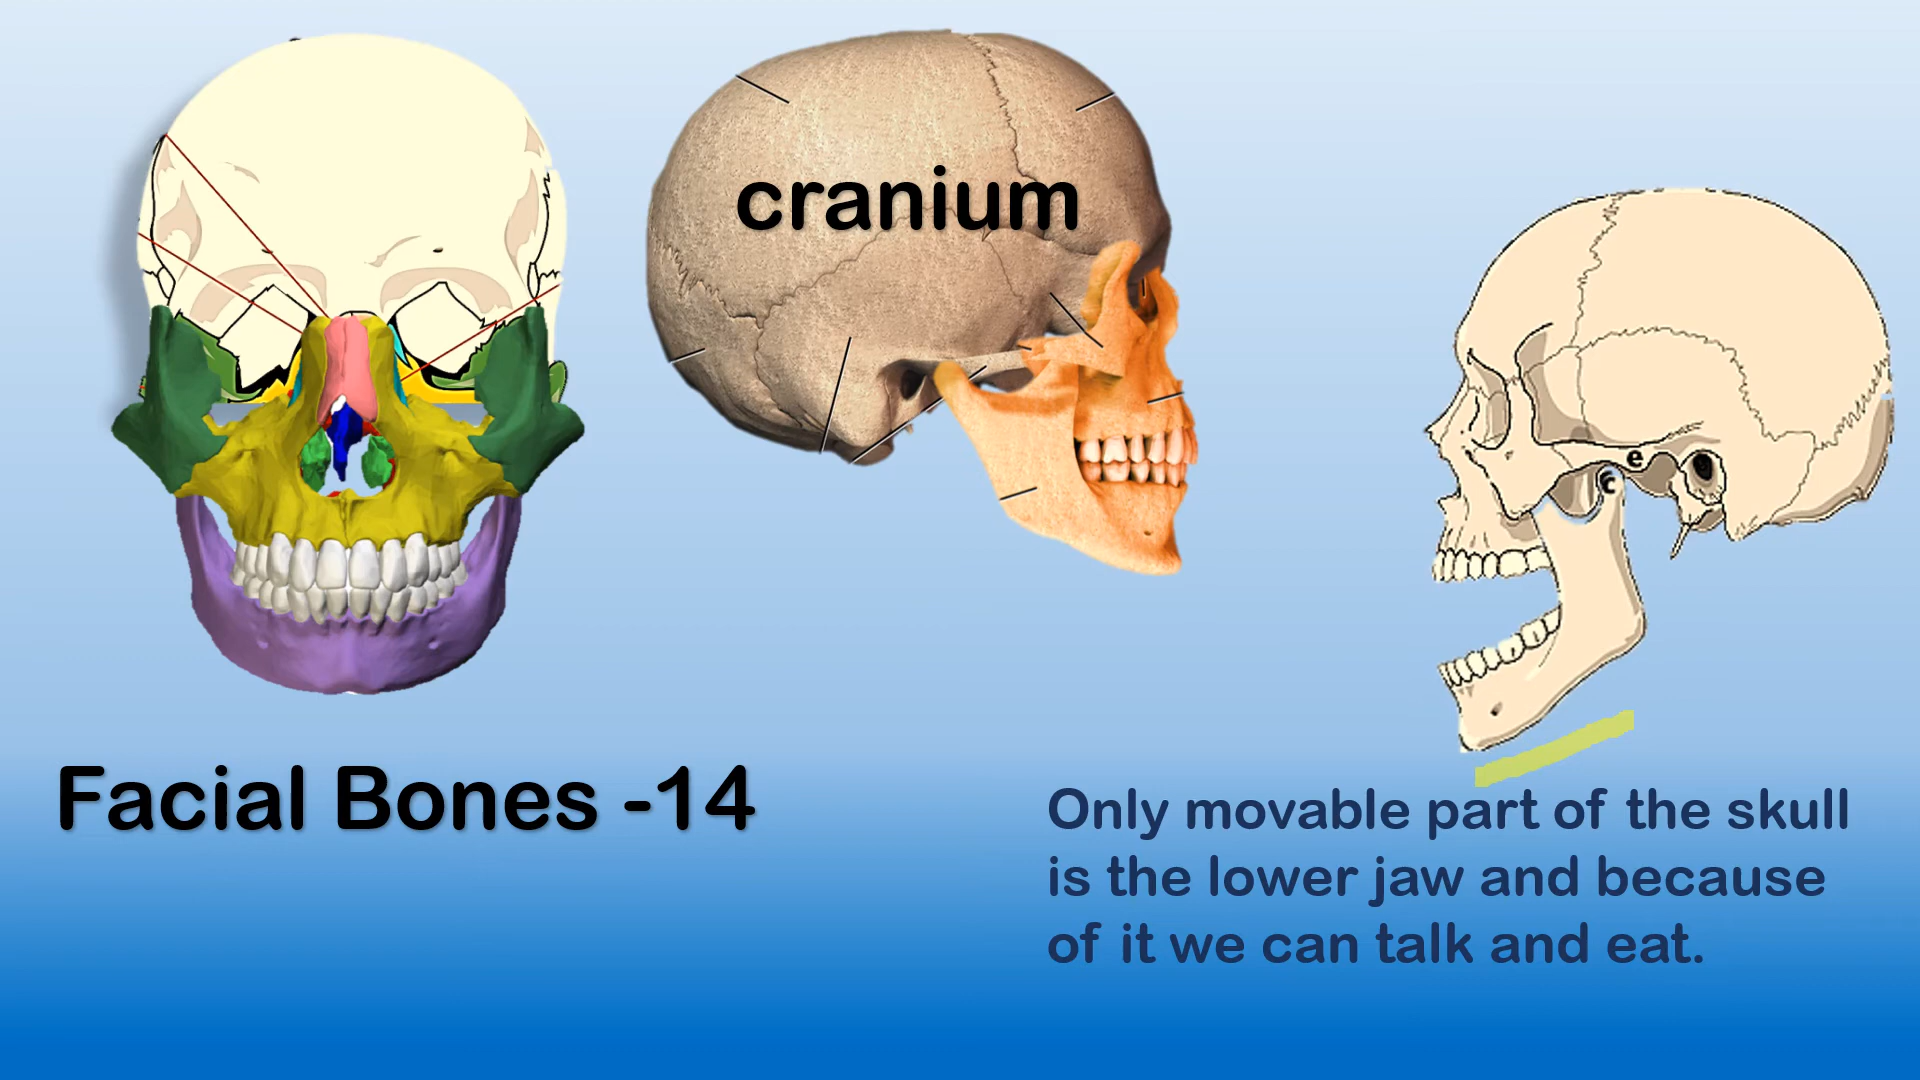 cranium
e
c
Facial Bones -14
Only movable part of the skull
is the lower jaw and because
of it we can talk and eat.